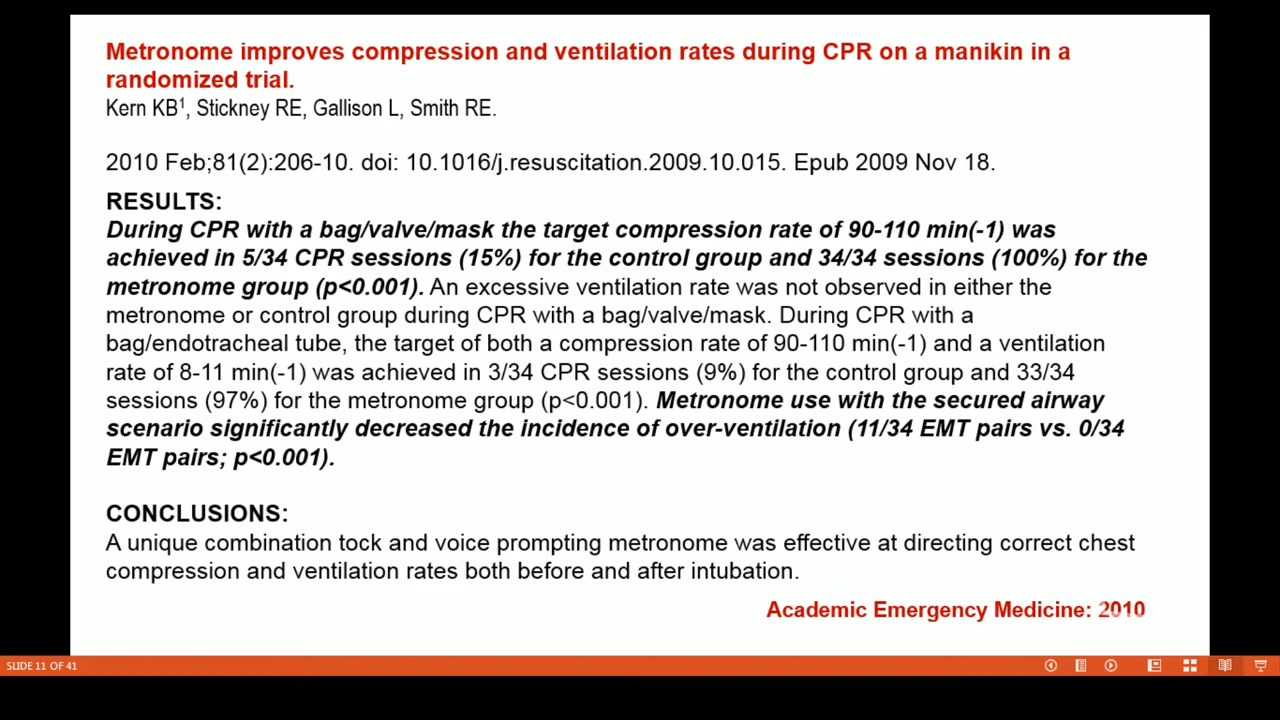 Metronome improves compression and ventilation rates during CPR on a manikin in a
randomized trial.
Kern KB1, Stickney RE, Gallison L, Smith RE.
2010 Feb;81(2):206-10. doi: 10.1016/j.resuscitation.2009.10.015. Epub 2009 Nov 18.
RESULTS:
During CPR with a bag/valve/mask the target compression rate of 90-110 min(-1) was
achieved in 5/34 CPR sessions (15%) for the control group and 34/34 sessions (100%) for the
metronome group (p<0.001). An excessive ventilation rate was not observed in either the
metronome or control group during CPR with a bag/valve/mask. During CPR with a
bag/endotracheal tube, the target of both a compression rate of 90-110 min(-1) and a ventilation
rate of 8-11 min(-1) was achieved in 3/34 CPR sessions (9%) for the control group and 33/34
sessions (97%) for the metronome group (p<0.001). Metronome use with the secured airway
scenario significantly decreased the incidence of over-ventilation (11/34 EMT pairs vs. 0/34
EMT pairs; p<0.001).
CONCLUSIONS:
A unique combination tock and voice prompting metronome was effective at directing correct chest
compression and ventilation rates both before and after intubation.
Academic Emergency Medicine: 2010
SLIDE 11 OF 41